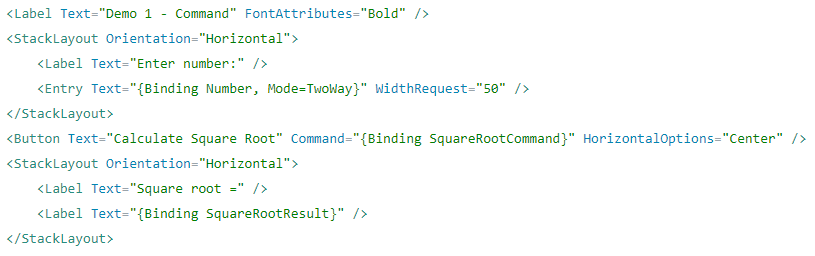 <Label Text="Demo 1 - Command" FontAttributes="Bold" />
<StackLayout Orientation="Horizontal">
    <Label Text="Enter number:" />
    <Entry Text="{Binding Number, Mode=TwoWay}" WidthRequest="50" />
</StackLayout>
<Button Text="Calculate Square Root" Command="{Binding SquareRootCommand}" HorizontalOptions="Center" />
<StackLayout Orientation="Horizontal">
    <Label Text="Square root =" />
    <Label Text="{Binding SquareRootResult}" />
</StackLayout>